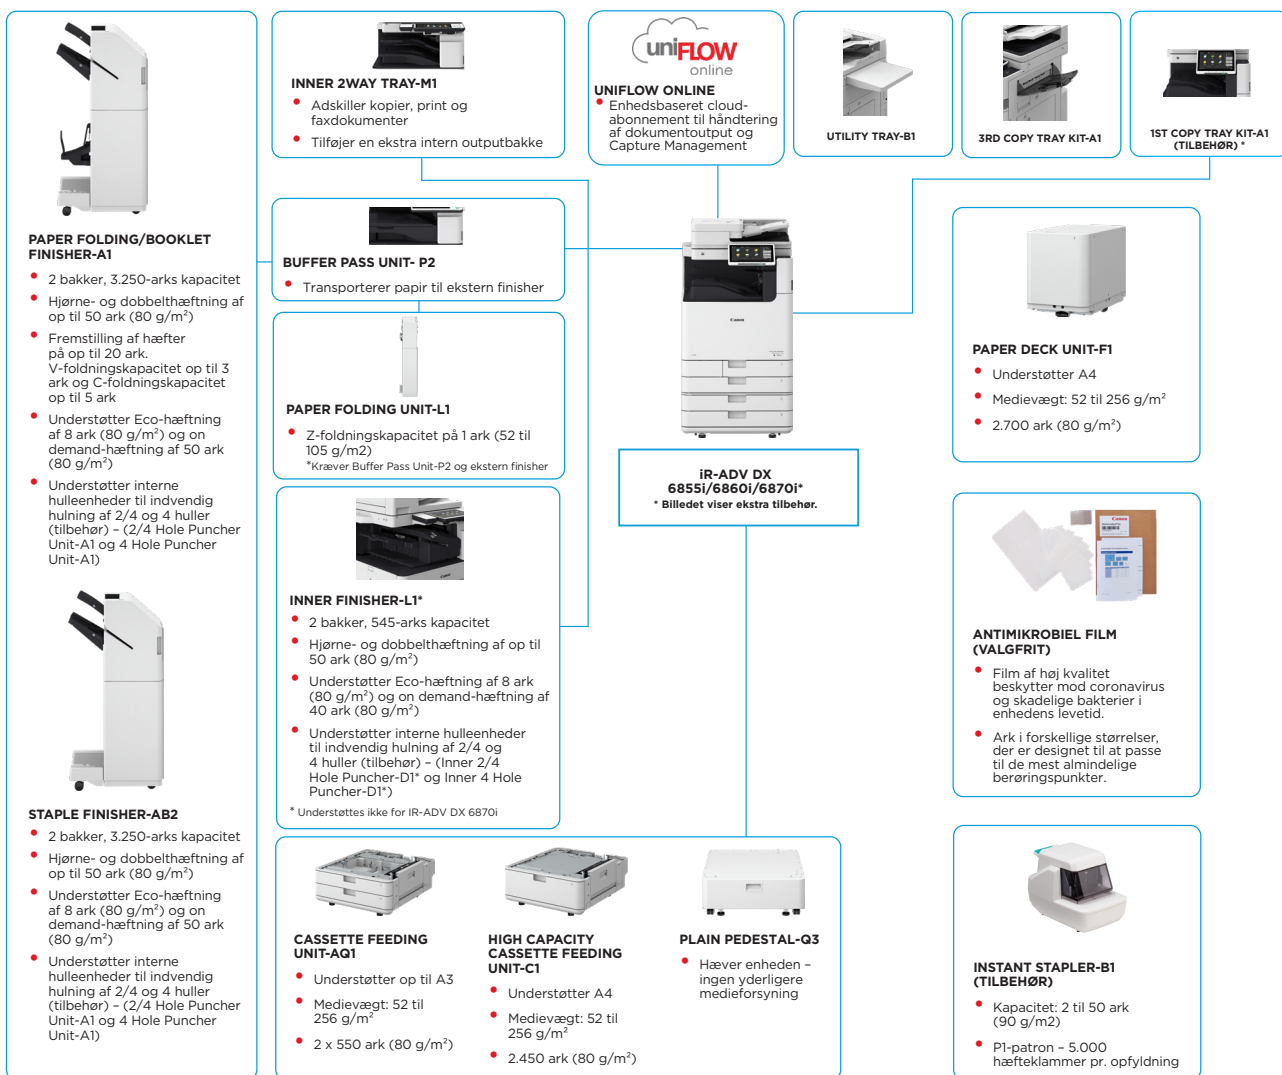 PAPER FOLDING/BOOKLET
FINISHER-A1
• 2 bakker, 3.250-arks kapacitet
• Hjørne- og dobbelthæftning af
op til 50 ark (80 g/m²)
• Fremstilling af hæfter
på op til 20 ark.
V-foldningskapacitet op til 3
ark og C-foldningskapacitet
op til 5 ark
• Understøtter Eco-hæftning
af 8 ark (80 g/m²) og on
demand-hæftning af 50 ark
(80 g/m²)
• Understøtter interne
hulleenheder til indvendig
hulning af 2/4 og 4 huller
(tilbehør) – (2/4 Hole Puncher
Unit-A1 og 4 Hole Puncher
Unit-A1)
STAPLE FINISHER-AB2
• 2 bakker, 3.250-arks kapacitet
• Hjørne- og dobbelthæftning af
op til 50 ark (80 g/m²)
• Understøtter Eco-hæftning
af 8 ark (80 g/m²) og on
demand-hæftning af 50 ark
(80 g/m²)
• Understøtter interne
hulleenheder til indvendig
hulning af 2/4 og 4 huller
(tilbehør) – (2/4 Hole Puncher
Unit-A1 og 4 Hole Puncher
Unit-A1)
INNER 2WAY TRAY-M1
• Adskiller kopier, print og
faxdokumenter
• Tilføjer en ekstra intern outputbakke
BUFFER PASS UNIT- P2
• Transporterer papir til ekstern finisher
PAPER FOLDING UNIT-L1
• Z-foldningskapacitet på 1 ark (52 til
105 g/m2)
*Kræver Buffer Pass Unit-P2 og ekstern finisher
INNER FINISHER-L1*
• 2 bakker, 545-arks kapacitet
• Hjørne- og dobbelthæftning af op til
50 ark (80 g/m²)
• Understøtter Eco-hæftning af 8 ark
(80 g/m²) og on demand-hæftning af
40 ark (80 g/m²)
• Understøtter interne hulleenheder
til indvendig hulning af 2/4 og
4 huller (tilbehør) – (Inner 2/4
Hole Puncher-D1* og Inner 4 Hole
Puncher-D1*)
* Understøttes ikke for IR-ADV DX 6870i
uniFLOW
online
UNIFLOW ONLINE
• Enhedsbaseret cloud-
abonnement til håndtering
af dokumentoutput og
Capture Management
UTILITY TRAY-B1
3RD COPY TRAY KIT-A1
1ST COPY TRAY KIT-A1
(TILBEHØR) *
Canon
iR-ADV DX
6855i/6860i/6870i*
* Billedet viser ekstra tilbehør.
CASSETTE FEEDING
UNIT-AQ1
• Understøtter op til A3
• Medievægt: 52 til
256 g/m²
• 2 x 550 ark (80 g/m²)
HIGH CAPACITY
CASSETTE FEEDING
UNIT-C1
• Understøtter A4
• Medievægt: 52 til
256 g/m²
• 2.450 ark (80 g/m²)
PLAIN PEDESTAL-Q3
• Hæver enheden –
ingen yderligere
medieforsyning
PAPER DECK UNIT-F1
• Understøtter A4
• Medievægt: 52 til 256 g/m²
• 2.700 ark (80 g/m²)
Canon
ANTIMIKROBIEL FILM
(VALGFRIT)
• Film af høj kvalitet
beskytter mod coronavirus
og skadelige bakterier i
enhedens levetid.
• Ark i forskellige størrelser,
der er designet til at passe
til de mest almindelige
berøringspunkter.
INSTANT STAPLER-B1
(TILBEHØR)
• Kapacitet: 2 til 50 ark
(90 g/m2)
• P1-patron – 5.000
hæfteklammer pr. opfyldning